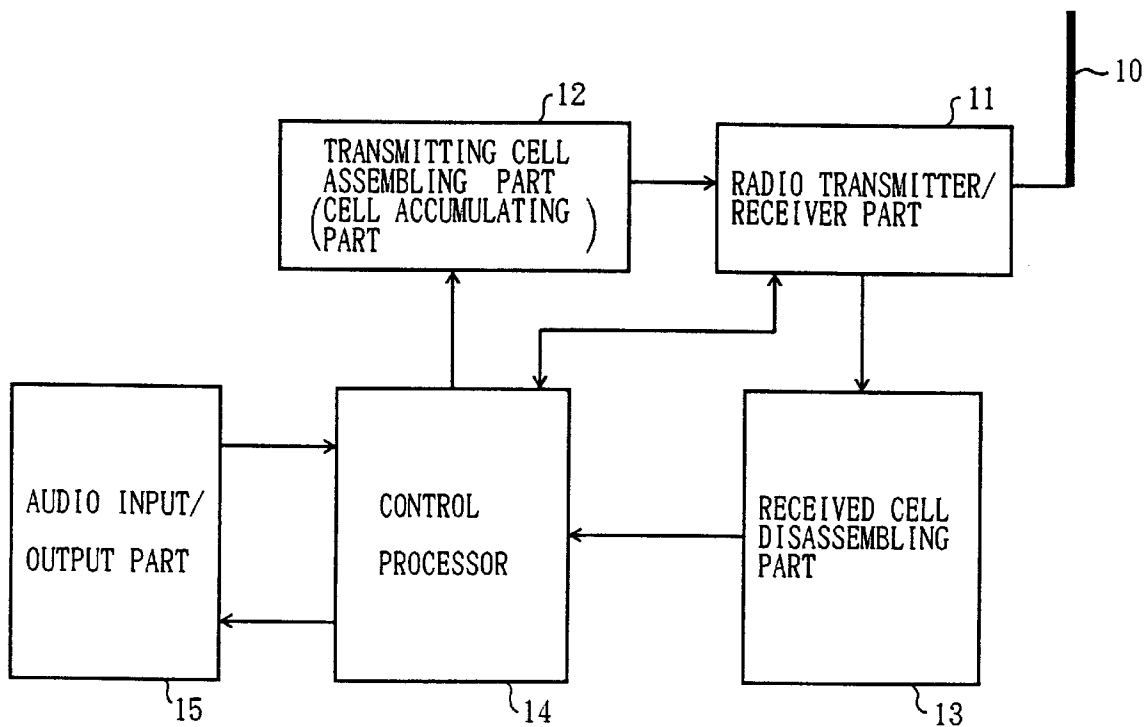 10
12
11
TRANSMITTING CELL
ASSEMBLING PART
(CELL ACCUMULATING
PART)
RADIO TRANSMITTER/
RECEIVER PART
AUDIO INPUT/
OUTPUT PART
CONTROL
PROCESSOR
RECEIVED CELL
DISASSEMBLING
PART
15
14
13